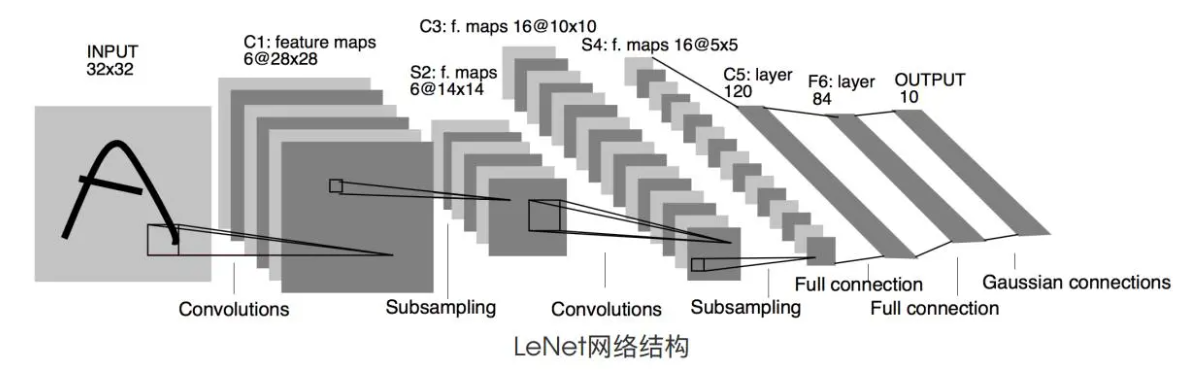 INPUT
32x32
C1: feature maps
6@28x28
S2: f. maps
6@14x14
C3: f. maps 16@10x10
S4: f. maps 16@5x5
C5: layer
120
F6: layer
84
OUTPUT
10
Convolutions
Subsampling
Convolutions
Subsampling
Full connection
Full connection
Gaussian connections
LeNet网络结构